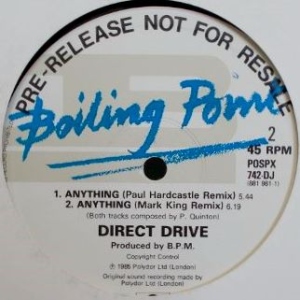 PRE-RELEASE NOT FOR RESALE
Boiling Point
2
45 RPM
POSPX
742-DJ
(881 961-1)
1. ANYTHING (Paul Hardcastle Remix) 5.44
2. ANYTHING (Mark King Remix) 6.19
(Both tracks composed by P. Quinton)
DIRECT DRIVE
Produced by B.P.M.
Copyright Control
℗ 1985 Polydor Ltd (London)
Original sound recording made by
Polydor Ltd (London)